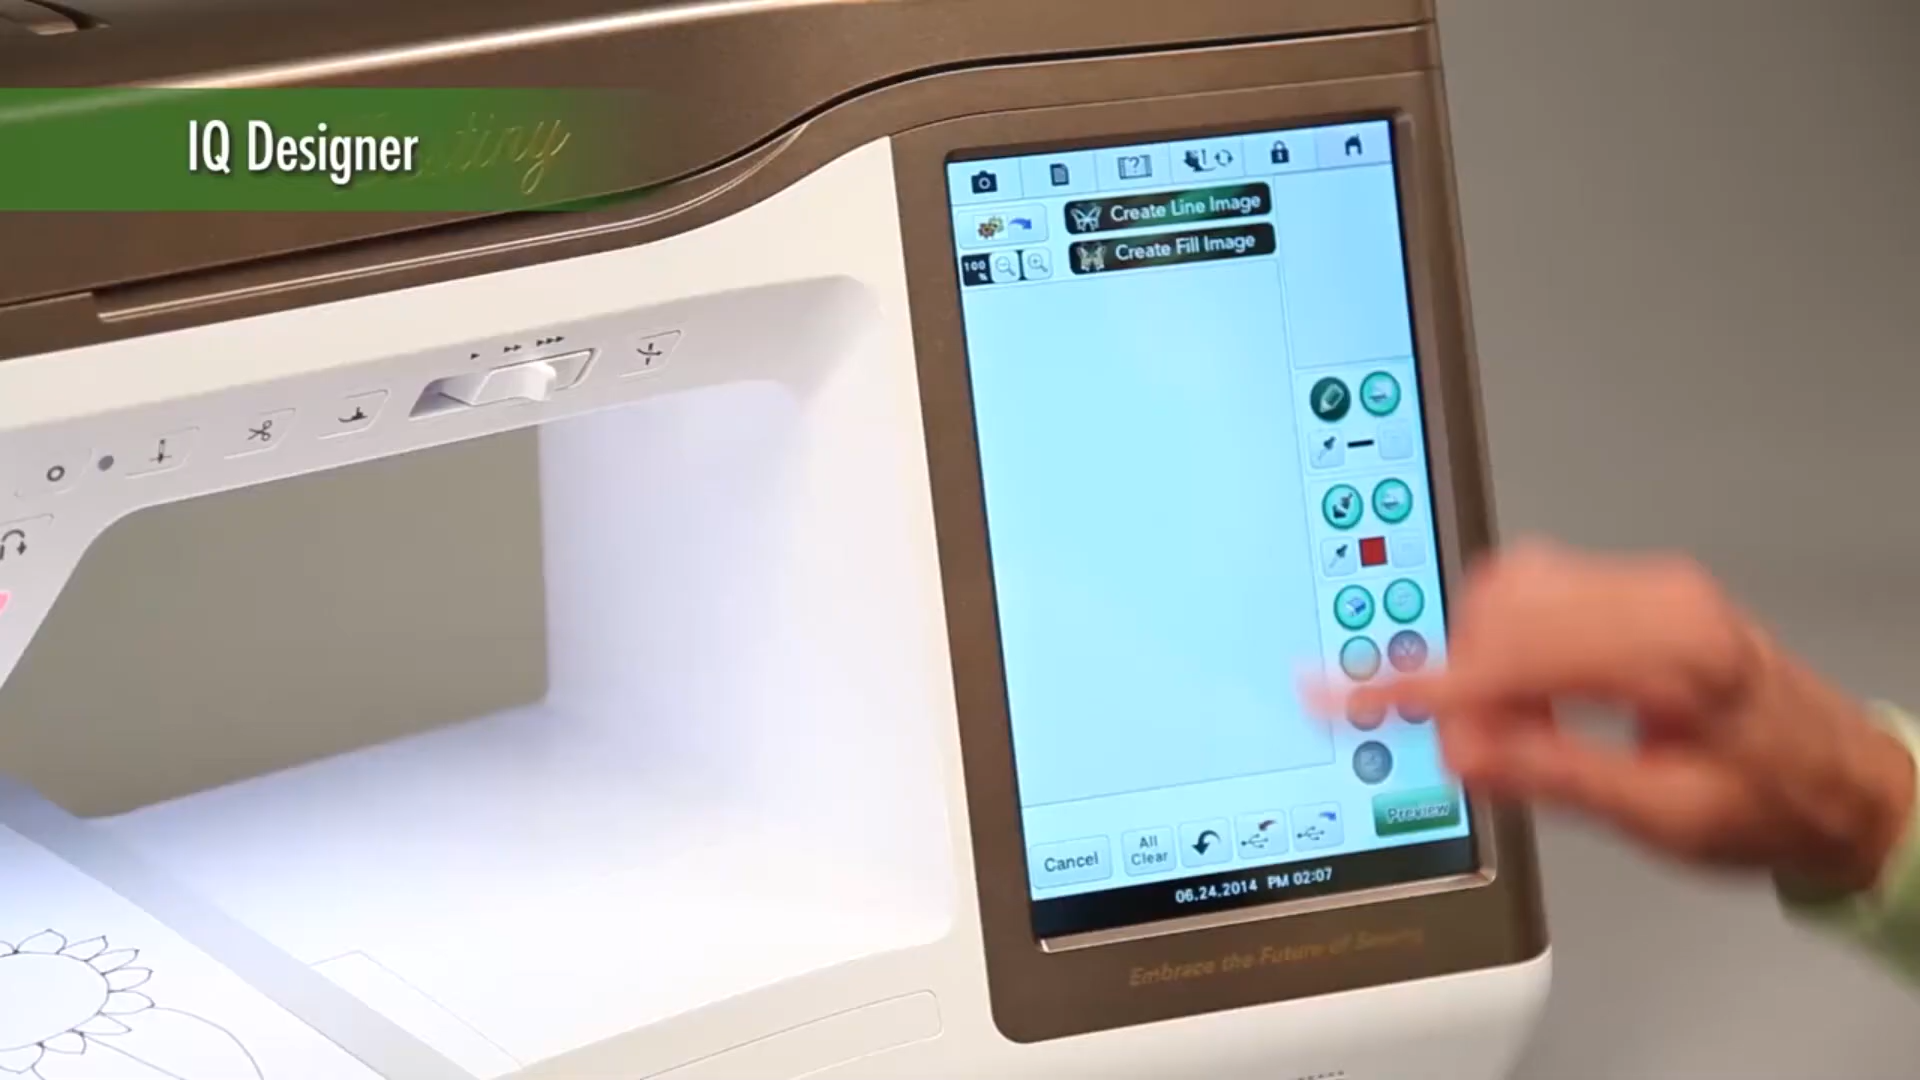 IQ Designer
Create Line Image
Create Fill Image
100
%
Preview
Cancel
All
Clear
06.24.2014 PM 02:07
Embrace the Future of Sewing